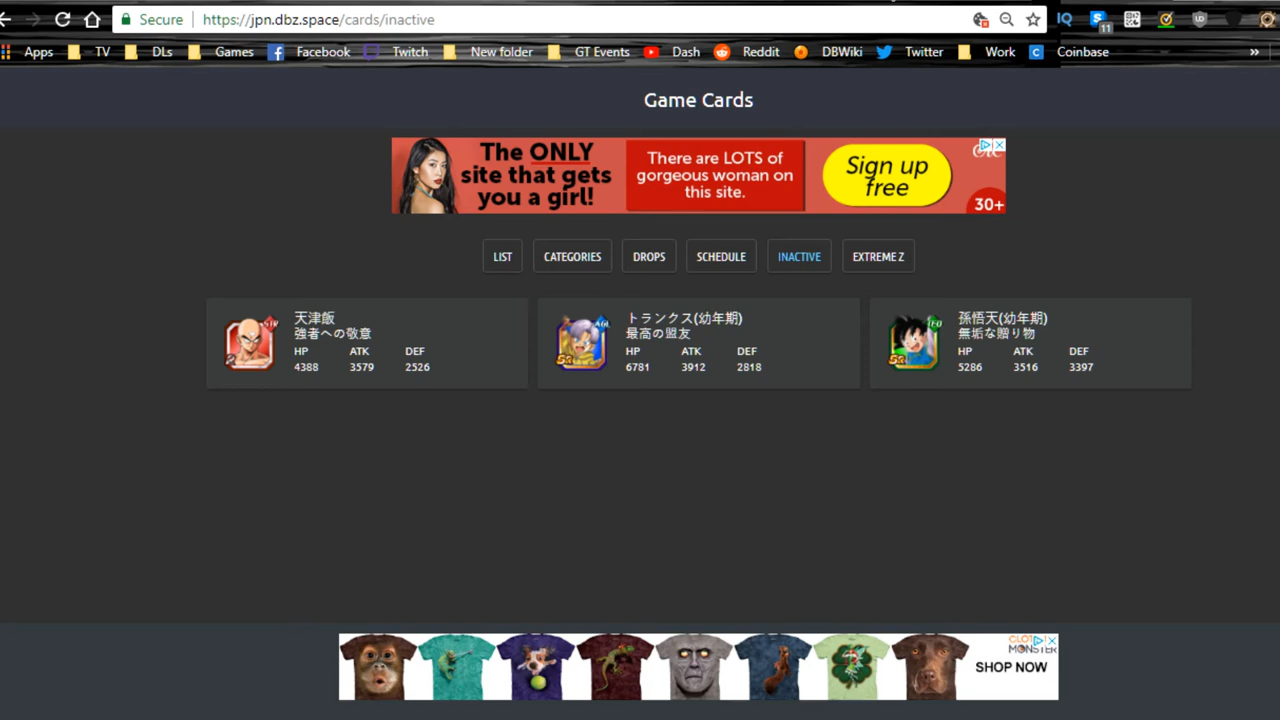 Secure https://jpn.dbz.space/cards/inactive
11
Apps TV DLs Games Facebook Twitch New folder GT Events Dash Reddit DBWiki Twitter Work Coinbase »
Game Cards
The ONLY
site that gets
you a girl!
There are LOTS of
gorgeous woman on
this site.
Sign up
free
30+
LIST CATEGORIES DROPS SCHEDULE INACTIVE EXTREME Z
天津飯
強者への敬意
HP ATK DEF
4388 3579 2526
トランクス(幼年期)
最高の盟友
HP ATK DEF
6781 3912 2818
孫悟天(幼年期)
無垢な贈り物
HP ATK DEF
5286 3516 3397
SHOP NOW